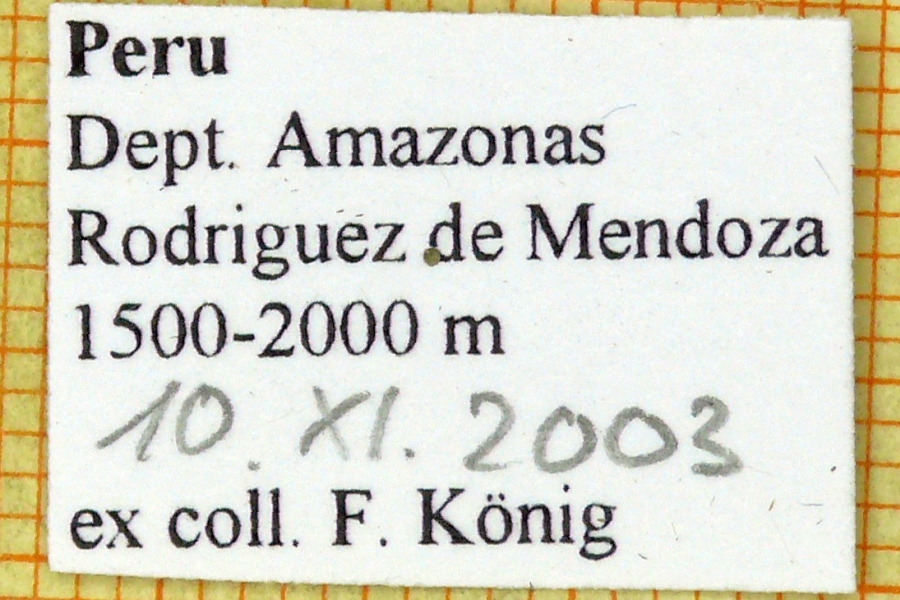 Peru
Dept. Amazonas
Rodriguez de Mendoza
1500-2000 m
10. XI. 2003
ex coll. F. König